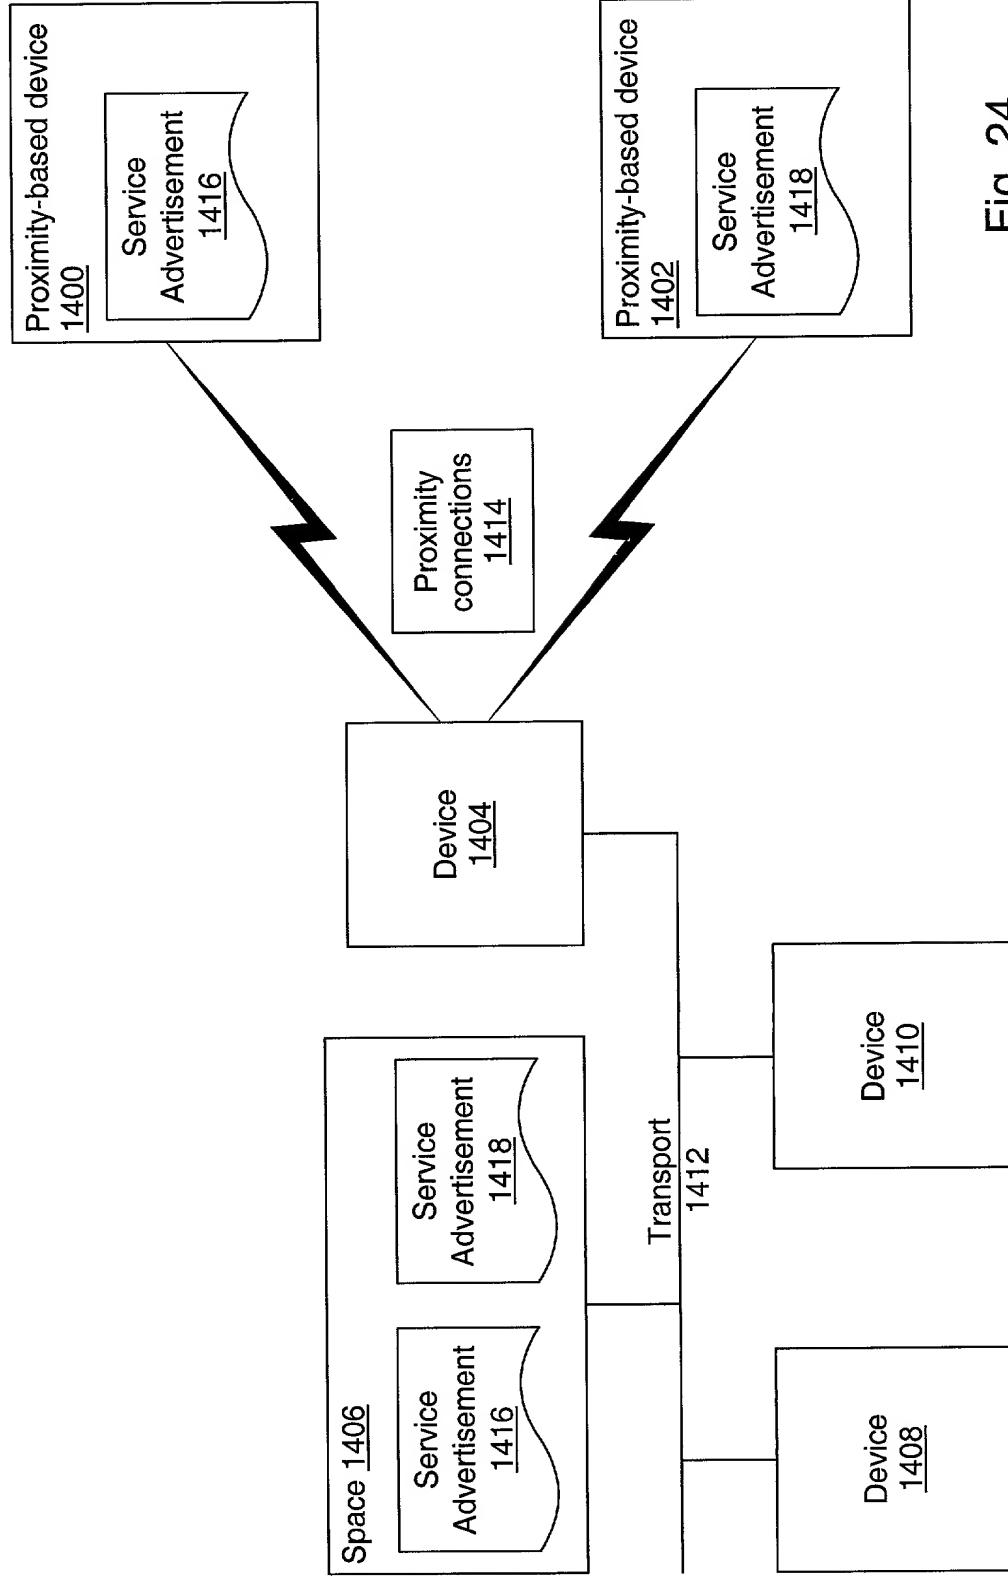 Proximity-based device
1400
Service
Advertisement
1416
Space 1406
Service
Advertisement
1416
Service
Advertisement
1418
Device
1404
Proximity
connections
1414
Proximity-based device
1402
Service
Advertisement
1418
Transport
1412
Device
1408
Device
1410
Fig. 24